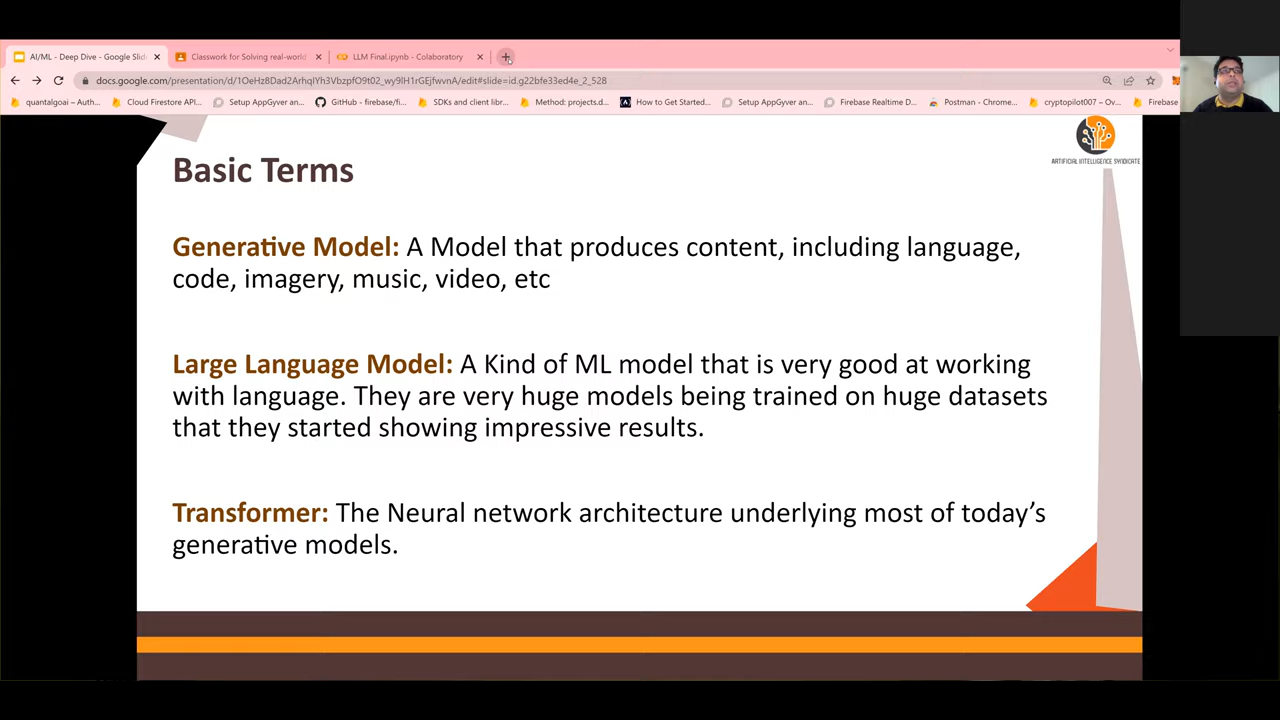 AI/ML - Deep Dive - Google Slid
Classwork for Solving real-world
LLM Final.ipynb - Colaboratory
docs.google.com/presentation/d/1OeHz8Dad2ArhqIYh3VbzpfO9t02_wy9lH1rGEjfwvnA/edit#slide=id.g22bfe33ed4e_2_528
quantalgoai – Auth...
Cloud Firestore API...
Setup AppGyver an...
GitHub - firebase/fi...
SDKs and client libr...
Method: projects.d...
How to Get Started...
Setup AppGyver an...
Firebase Realtime D...
Postman - Chrome...
cryptopilot007 – Ov...
Firebase
ARTIFICIAL INTELLIGENCE SYNDICATE
Basic Terms
Generative Model: A Model that produces content, including language,
code, imagery, music, video, etc
Large Language Model: A Kind of ML model that is very good at working
with language. They are very huge models being trained on huge datasets
that they started showing impressive results.
Transformer: The Neural network architecture underlying most of today’s
generative models.